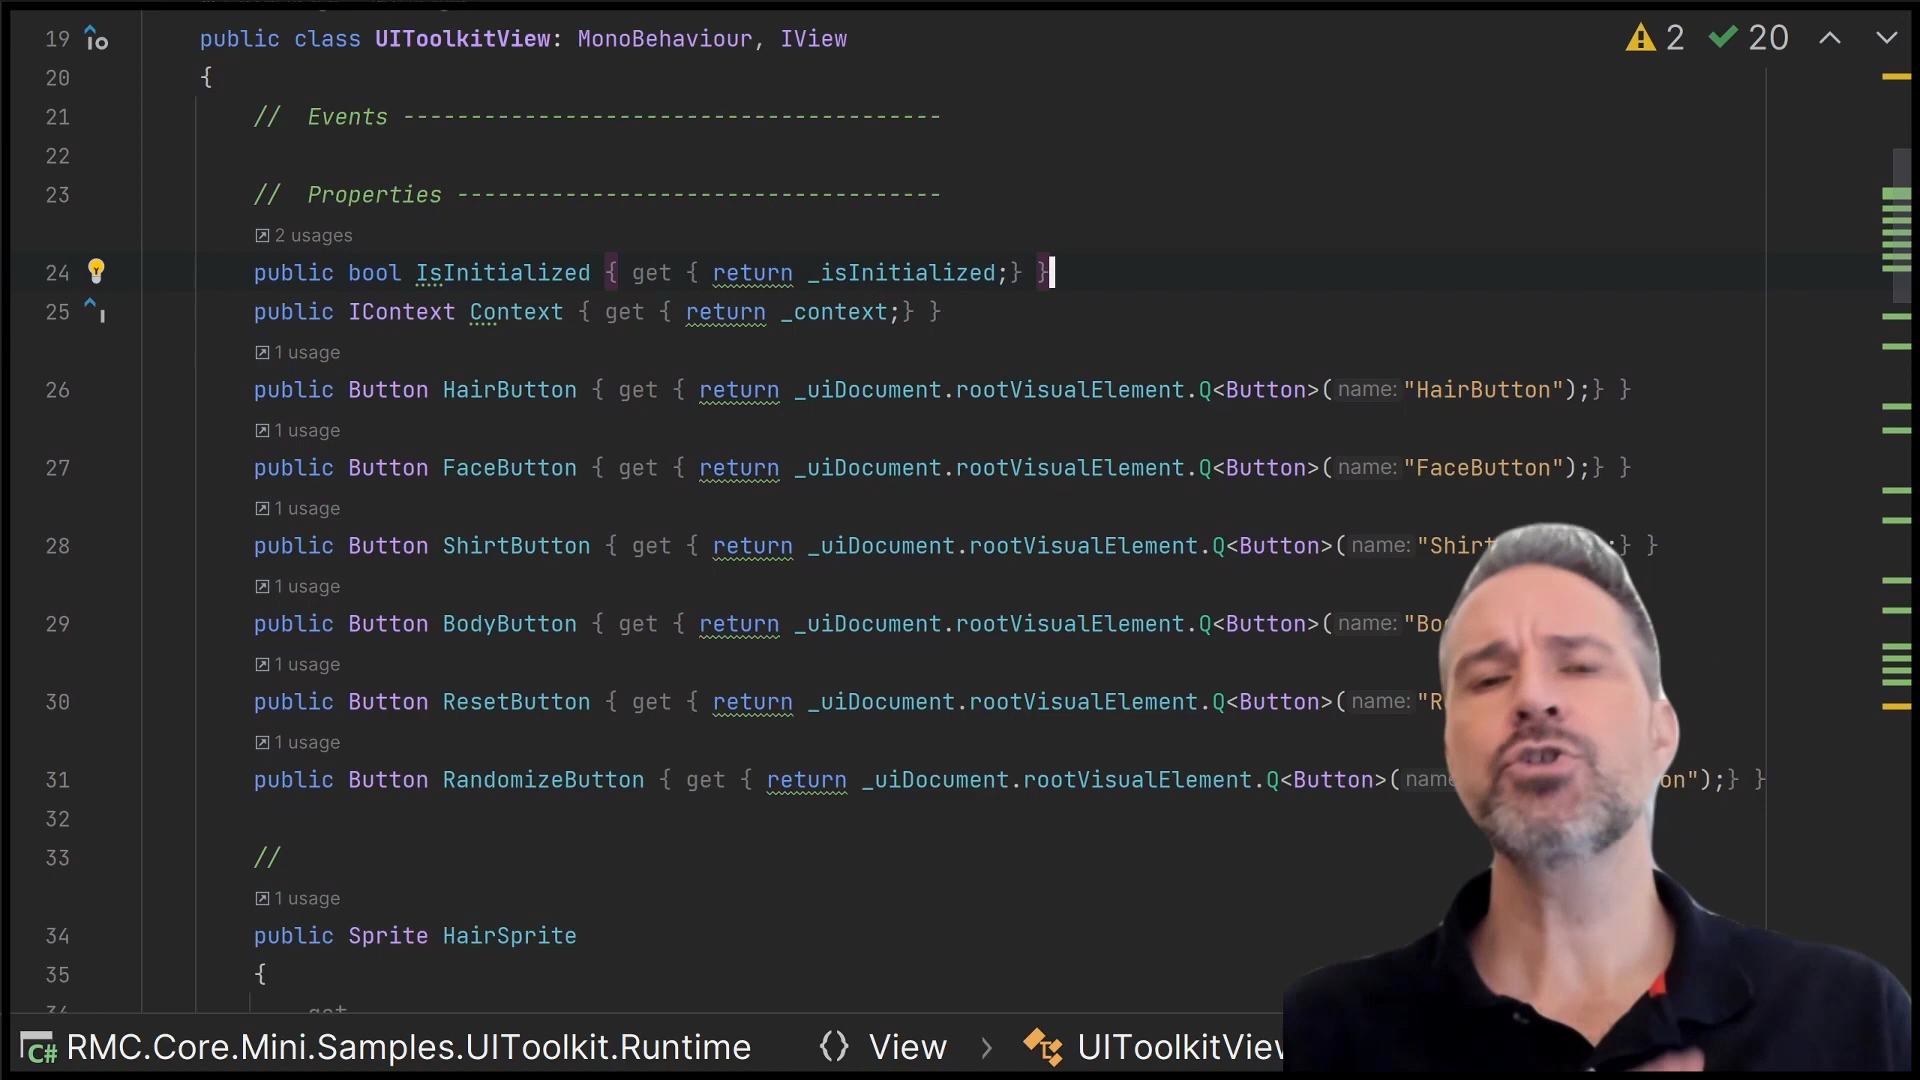 19 public class UIToolkitView: MonoBehaviour, IView
2 20
20 {
21 // Events ----------------------------------------
22
23 // Properties ------------------------------------
2 usages
24 public bool IsInitialized { get { return _isInitialized;} }
25 public IContext Context { get { return _context;} }
1 usage
26 public Button HairButton { get { return _uiDocument.rootVisualElement.Q<Button>( name: "HairButton");} }
1 usage
27 public Button FaceButton { get { return _uiDocument.rootVisualElement.Q<Button>( name: "FaceButton");} }
1 usage
28 public Button ShirtButton { get { return _uiDocument.rootVisualElement.Q<Button>( name: "Shirt ;} }
1 usage
29 public Button BodyButton { get { return _uiDocument.rootVisualElement.Q<Button>( name: "Bo
1 usage
30 public Button ResetButton { get { return _uiDocument.rootVisualElement.Q<Button>( name: "R
1 usage
31 public Button RandomizeButton { get { return _uiDocument.rootVisualElement.Q<Button>( name on");} }
32
33 //
1 usage
34 public Sprite HairSprite
35 {
C# RMC.Core.Mini.Samples.UIToolkit.Runtime {} View > UIToolkitView